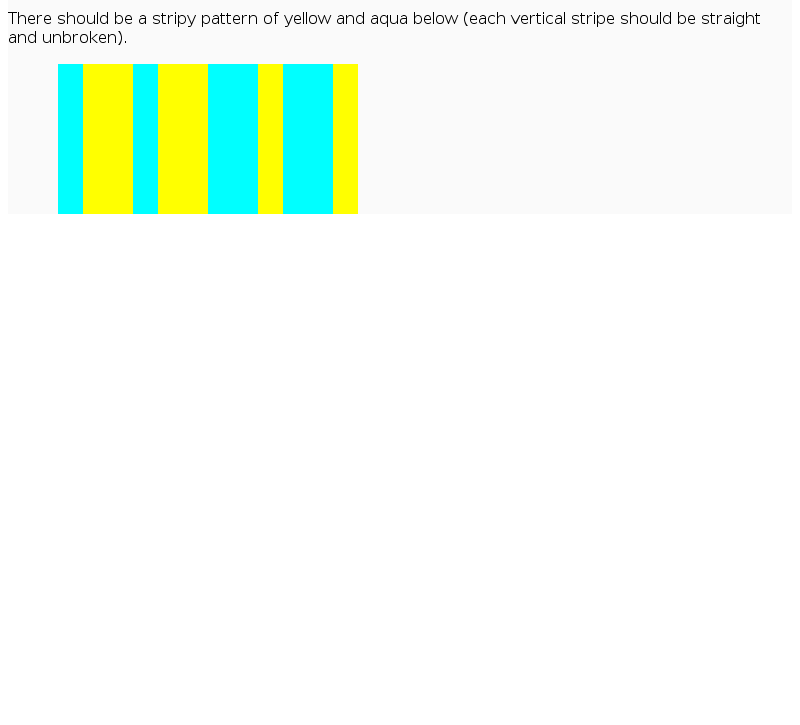 There should be a stripy pattern of yellow and aqua below (each vertical stripe should be straight
and unbroken).